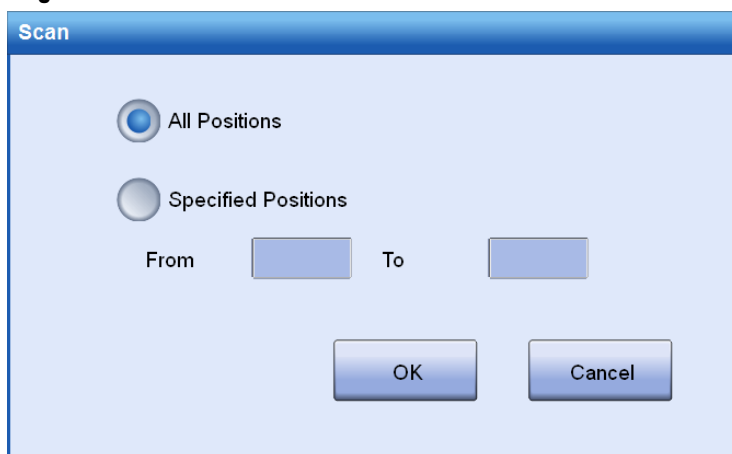 Scan
All Positions
Specified Positions
From To
OK Cancel